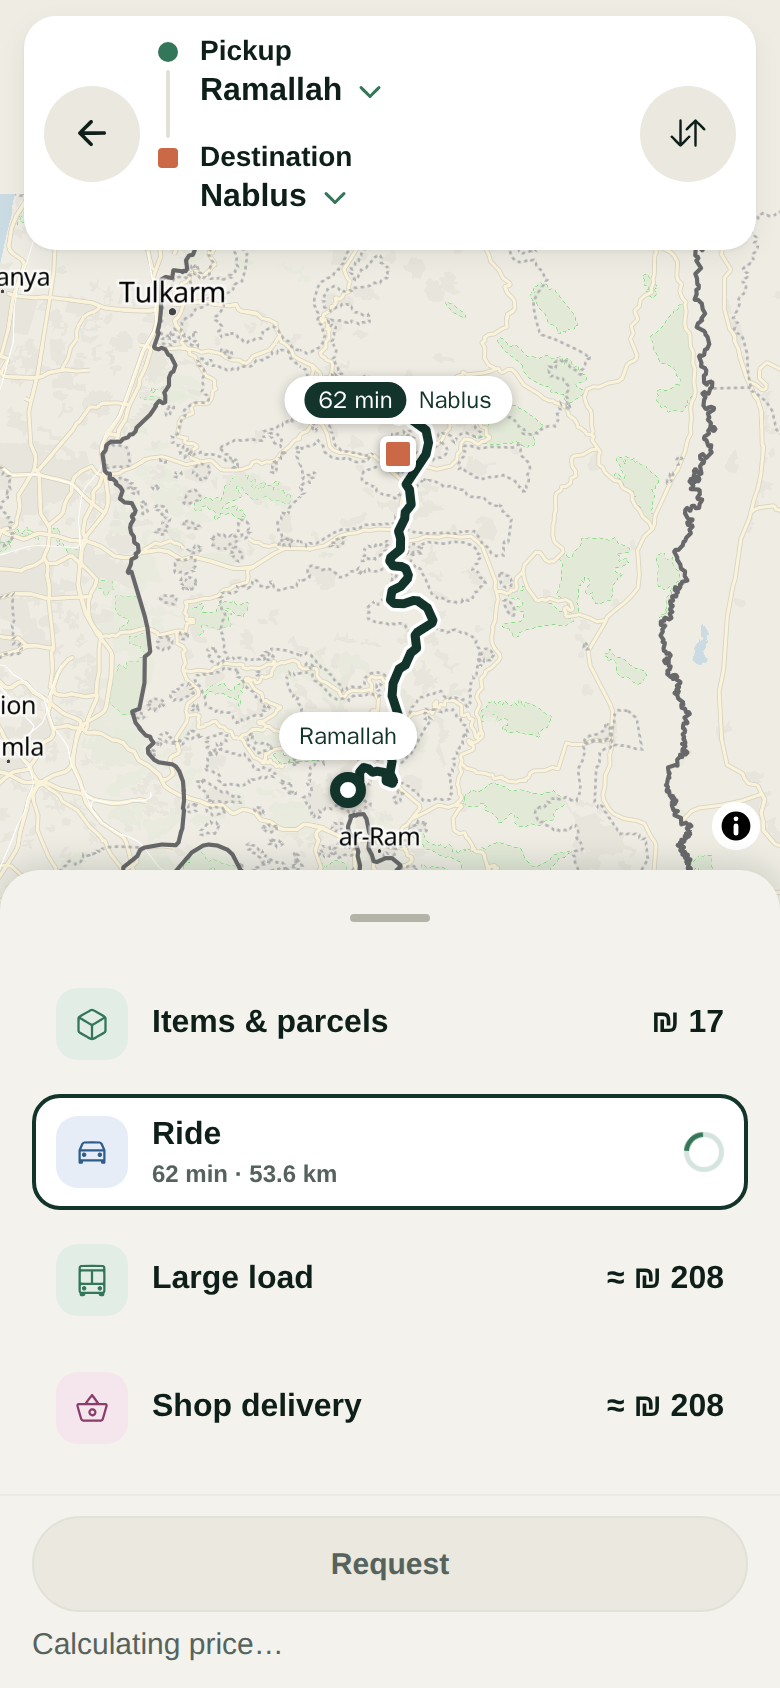 Pickup
Ramallah
Destination
Nablus
anya
Tulkarm
62 min Nablus
ion
mla
Ramallah
ar-Ram
Items & parcels ₪ 17
Ride
62 min · 53.6 km
Large load ≈ ₪ 208
Shop delivery ≈ ₪ 208
Request
Calculating price…